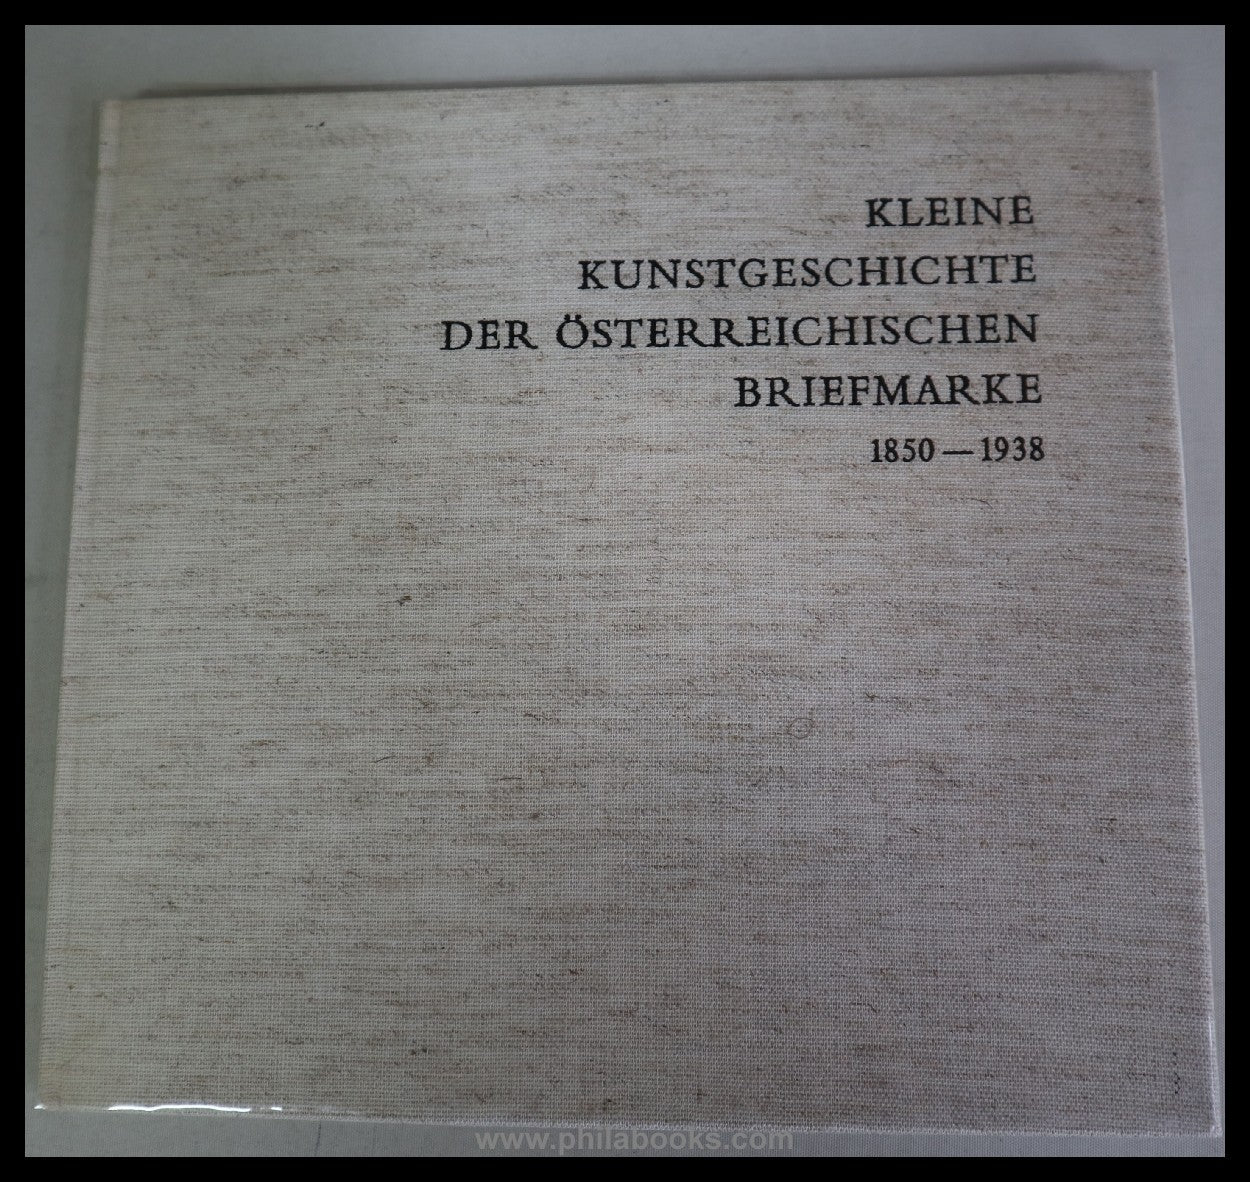 KLEINE
KUNSTGESCHICHTE
DER ÖSTERREICHISCHEN
BRIEFMARKE
1850 — 1938
www.philabooks.com